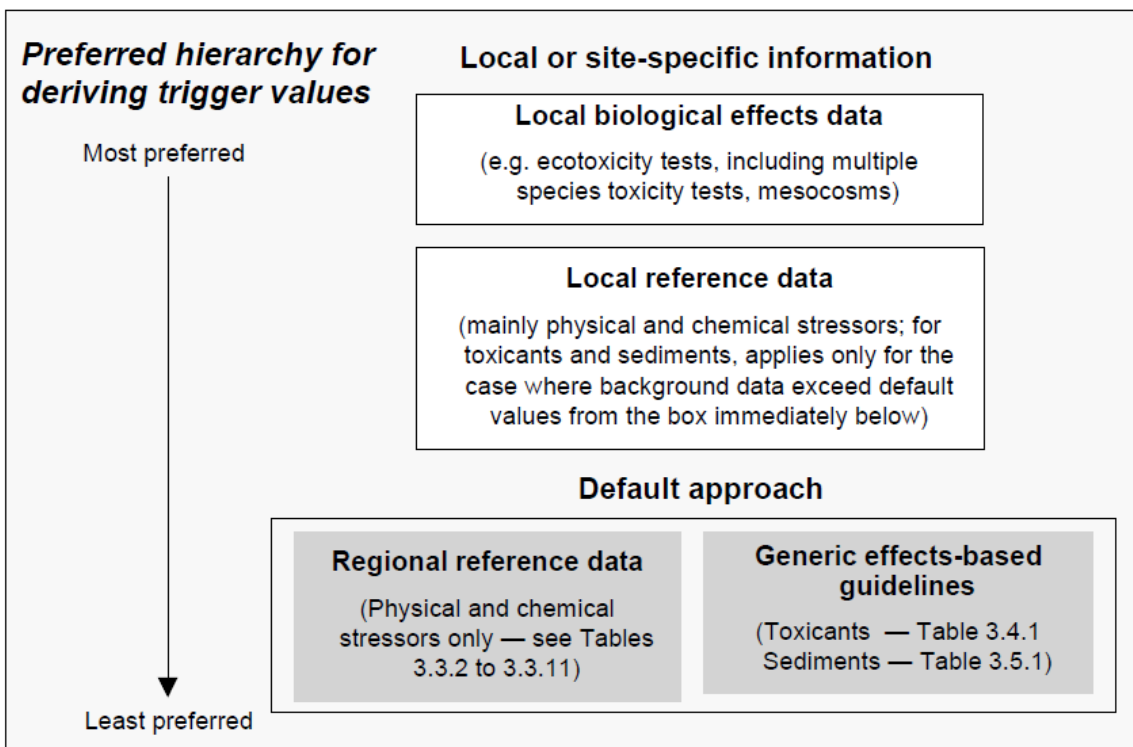 Preferred hierarchy for
deriving trigger values
Most preferred
Least preferred
Local or site-specific information
Local biological effects data
(e.g. ecotoxicity tests, including multiple
species toxicity tests, mesocosms)
Local reference data
(mainly physical and chemical stressors; for
toxicants and sediments, applies only for the
case where background data exceed default
values from the box immediately below)
Default approach
Regional reference data
(Physical and chemical
stressors only — see Tables
3.3.2 to 3.3.11)
Generic effects-based
guidelines
(Toxicants — Table 3.4.1
Sediments — Table 3.5.1)